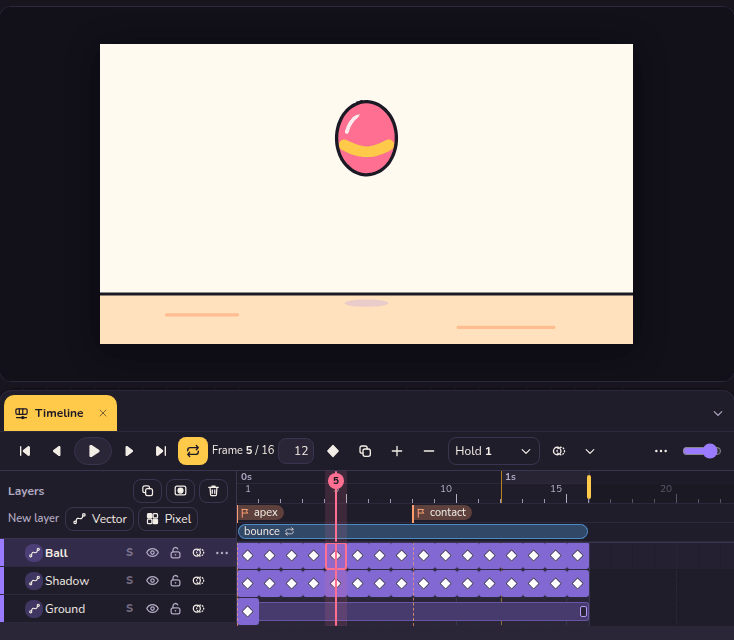 Timeline
Frame 5 / 16
12
Hold 1
Layers
0s
1s
1
5
10
15
20
New layer
Vector
Pixel
apex
contact
bounce
Ball
S
Shadow
S
Ground
S